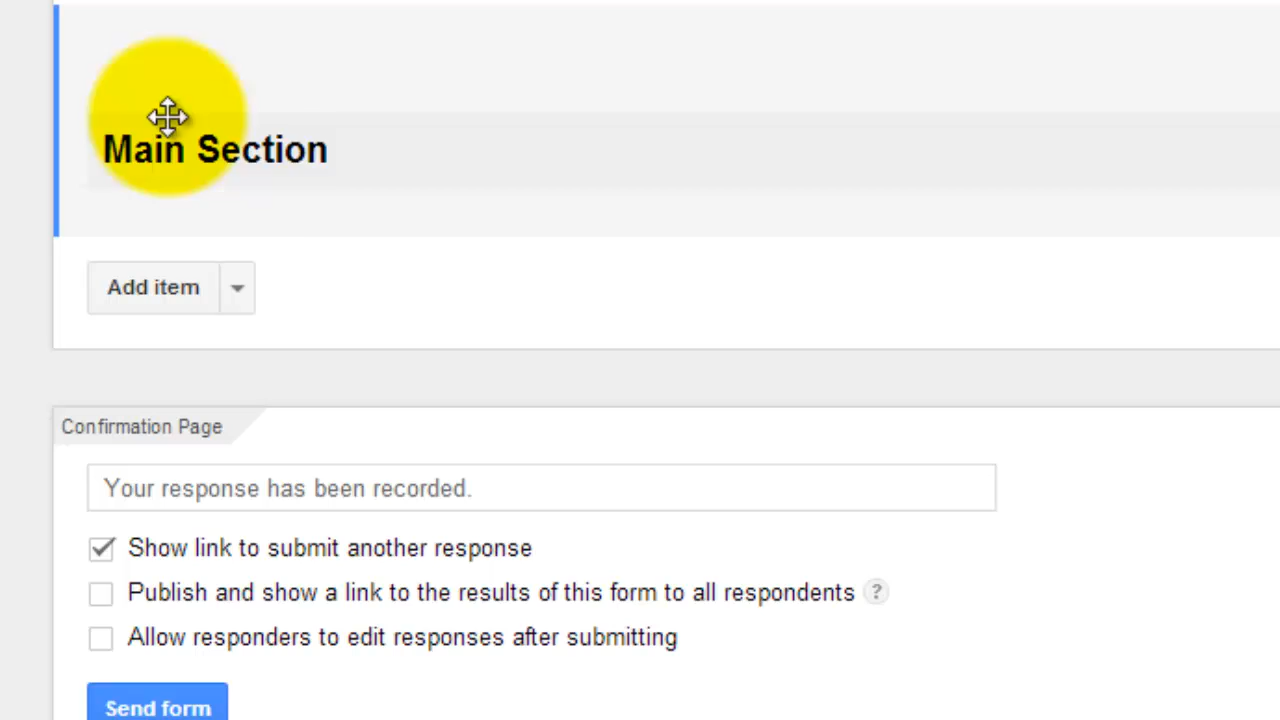 Main Section
Add item
Confirmation Page
Your response has been recorded.
Show link to submit another response
Publish and show a link to the results of this form to all respondents ?
Allow responders to edit responses after submitting
Send form